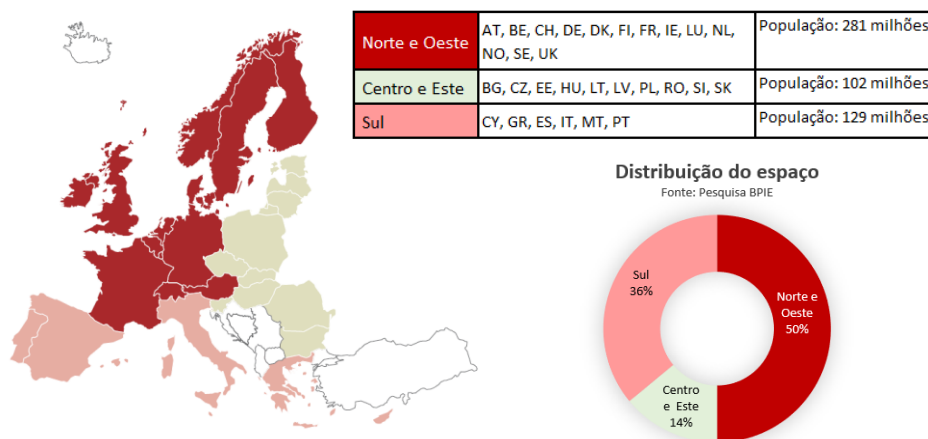 Norte e Oeste
AT, BE, CH, DE, DK, FI, FR, IE, LU, NL,
NO, SE, UK
População: 281 milhões
Centro e Este
BG, CZ, EE, HU, LT, LV, PL, RO, SI, SK
População: 102 milhões
Sul
CY, GR, ES, IT, MT, PT
População: 129 milhões
Distribuição do espaço
Fonte: Pesquisa BPIE
Sul
36%
Norte e
Oeste
50%
Centro
e Este
14%